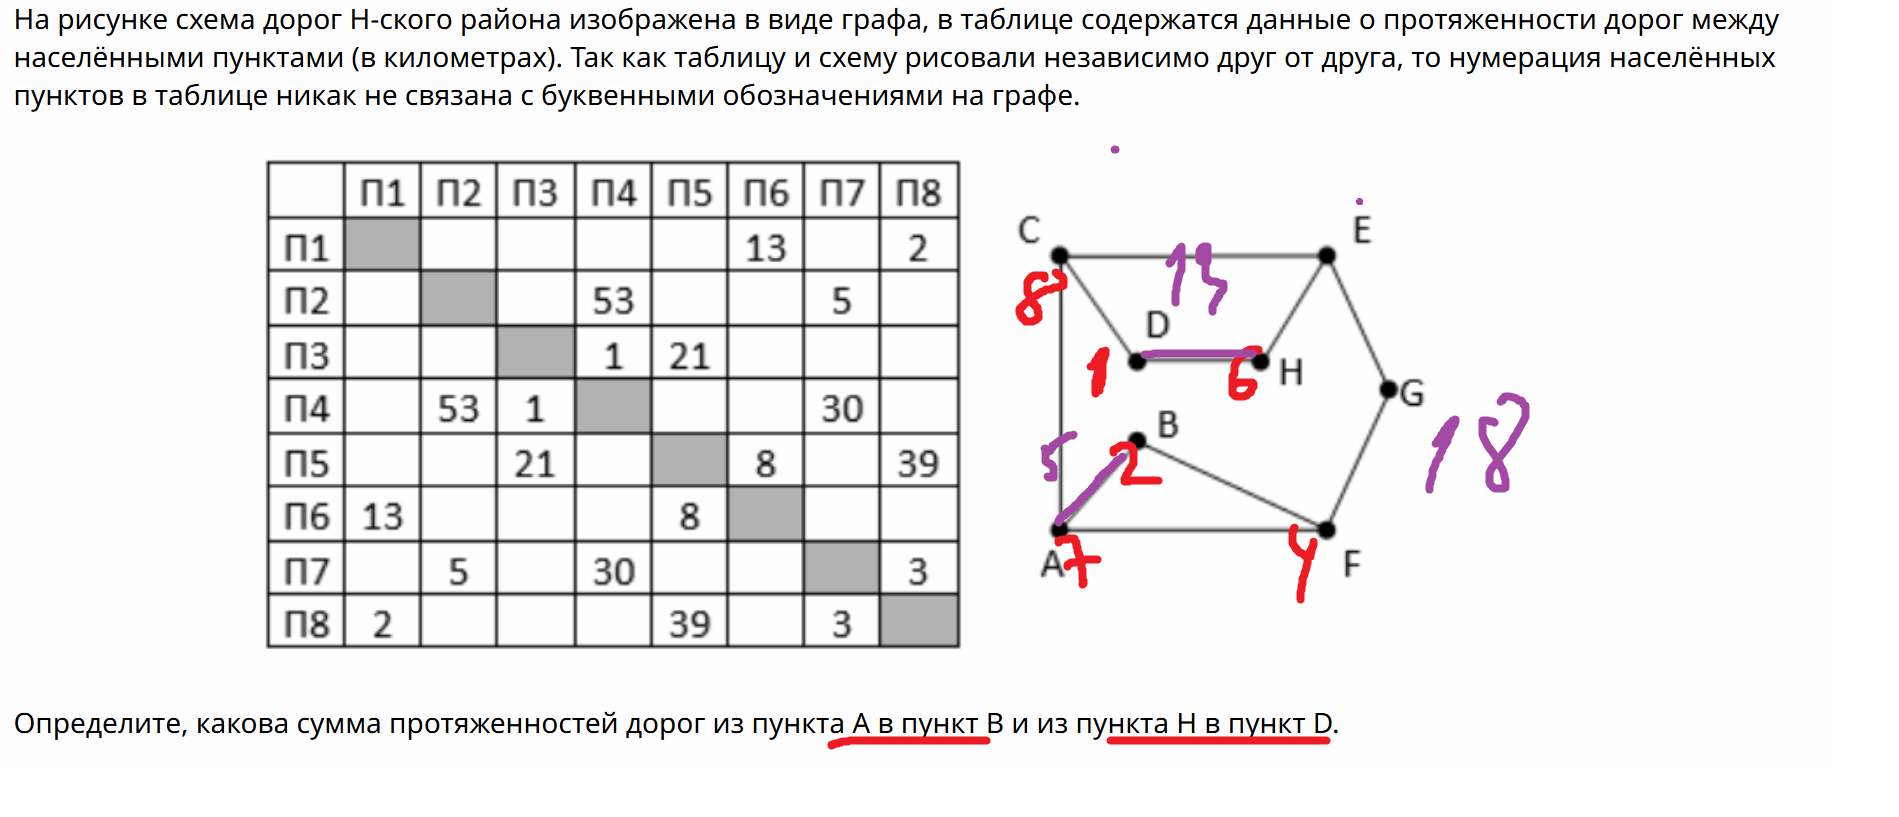 На рисунке схема дорог Н-ского района изображена в виде графа, в таблице содержатся данные о протяженности дорог между
населёнными пунктами (в километрах). Так как таблицу и схему рисовали независимо друг от друга, то нумерация населённых
пунктов в таблице никак не связана с буквенными обозначениями на графе.
П1 П2 П3 П4 П5 П6 П7 П8
П1 13 2
П2 53 5
П3 1 21
П4 53 1 30
П5 21 8 39
П6 13 8
П7 5 30 3
П8 2 39 3
C E
8 13
D
1 6 H
G
B 18
5 2
A 7 4 F
Определите, какова сумма протяженностей дорог из пункта A в пункт B и из пункта H в пункт D.